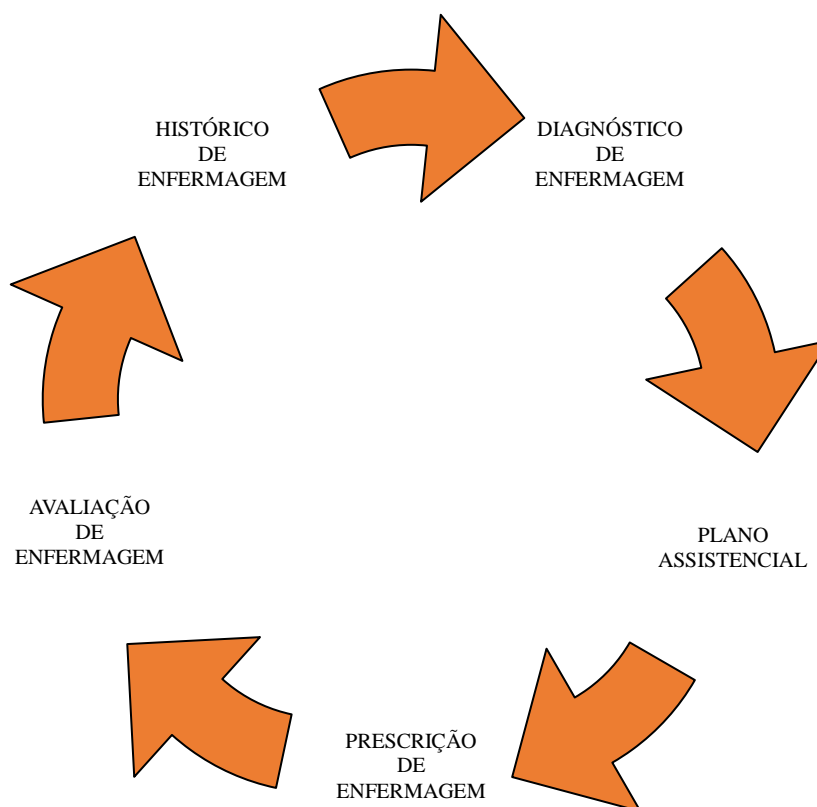 HISTÓRICO
DE
ENFERMAGEM
DIAGNÓSTICO
DE
ENFERMAGEM
PLANO
ASSISTENCIAL
PRESCRIÇÃO
DE
ENFERMAGEM
AVALIAÇÃO
DE
ENFERMAGEM